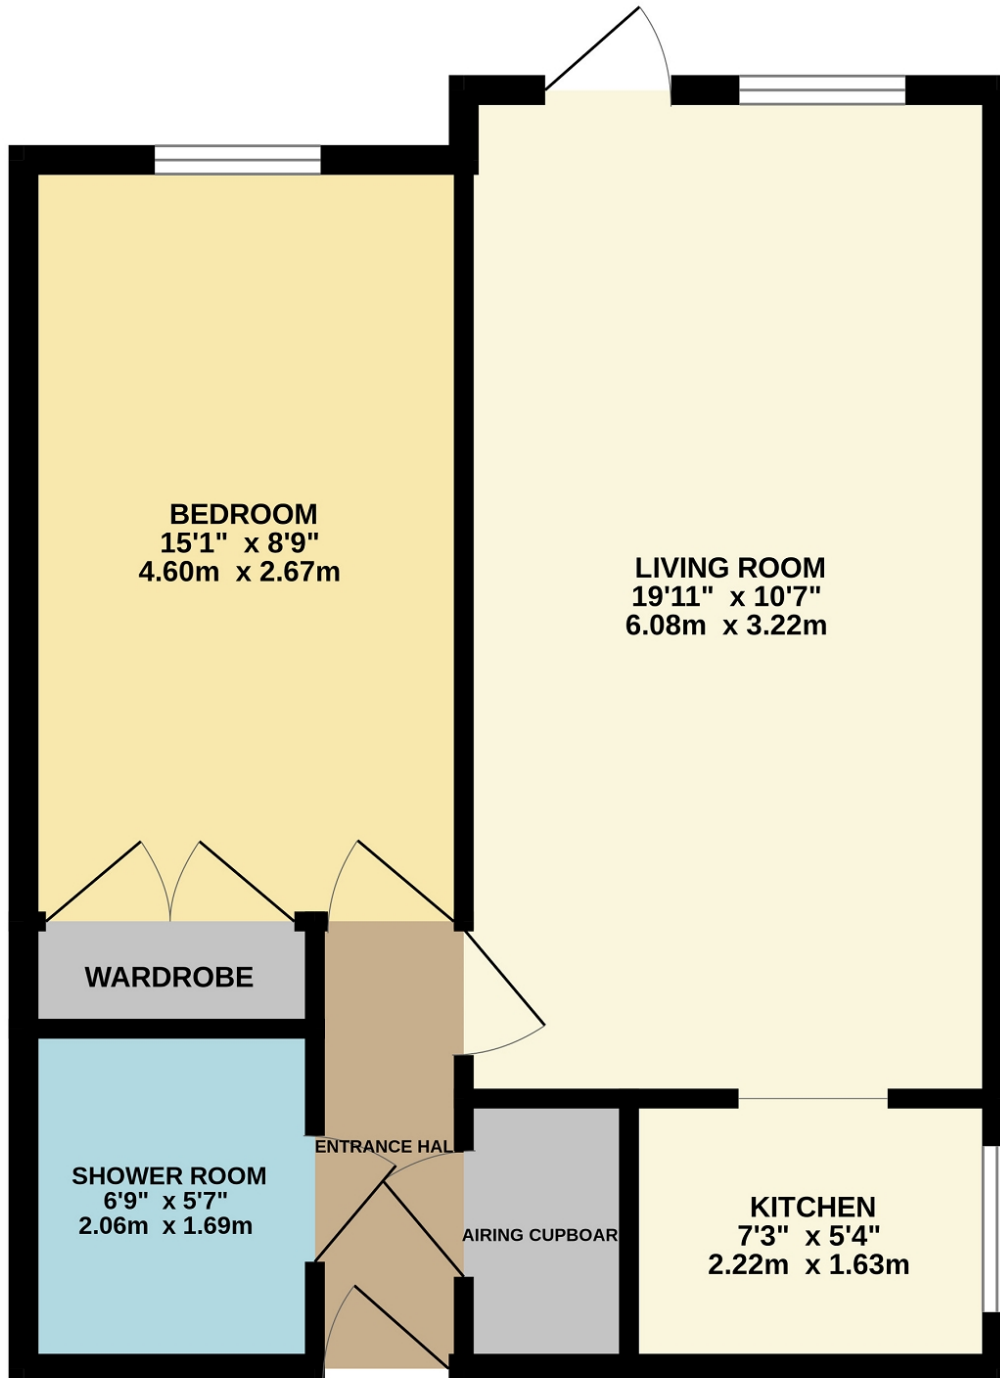 BEDROOM
15'1" x 8'9"
4.60m x 2.67m
LIVING ROOM
19'11" x 10'7"
6.08m x 3.22m
WARDROBE
ENTRANCE HAL
SHOWER ROOM
6'9" x 5'7"
2.06m x 1.69m
AIRING CUPBOAR
KITCHEN
7'3" x 5'4"
2.22m x 1.63m